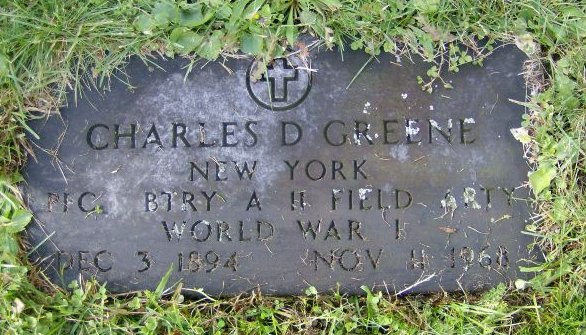 CHARLES D GREENE
NEW YORK
PFC BTRY A 11 FIELD ARTY
WORLD WAR I
DEC 3 1894 NOV 11 1968